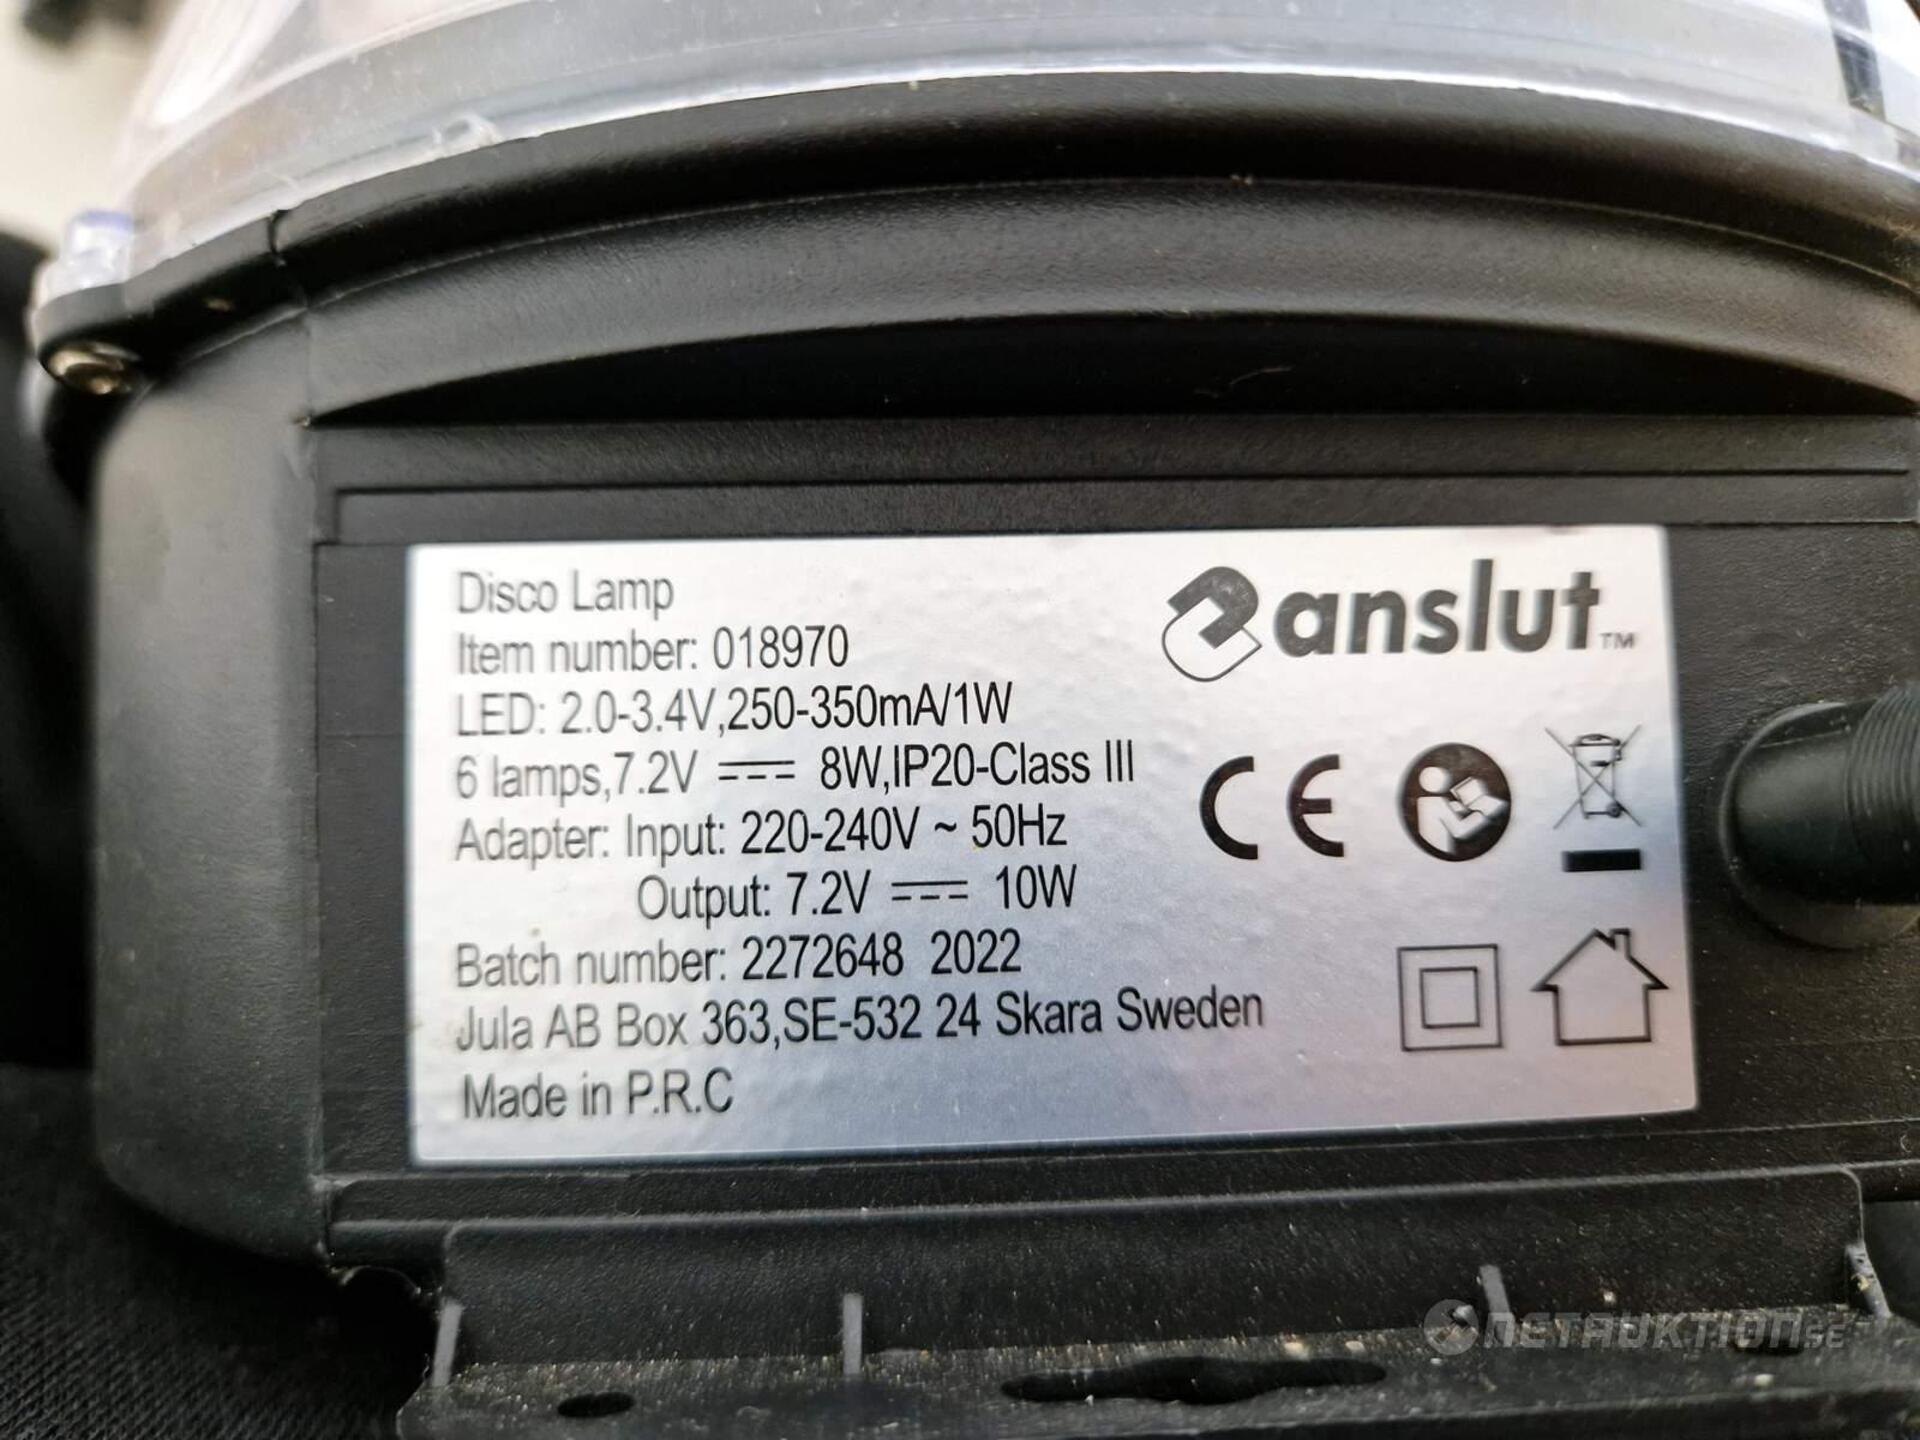 Disco Lamp
Item number: 018970
LED: 2.0-3.4V,250-350mA/1W
6 lamps,7.2V ⎓ 8W,IP20-Class III
Adapter: Input: 220-240V ~ 50Hz
Output: 7.2V ⎓ 10W
Batch number: 2272648 2022
Jula AB Box 363,SE-532 24 Skara Sweden
Made in P.R.C
anslut™
CE
NETAUKTION.SE